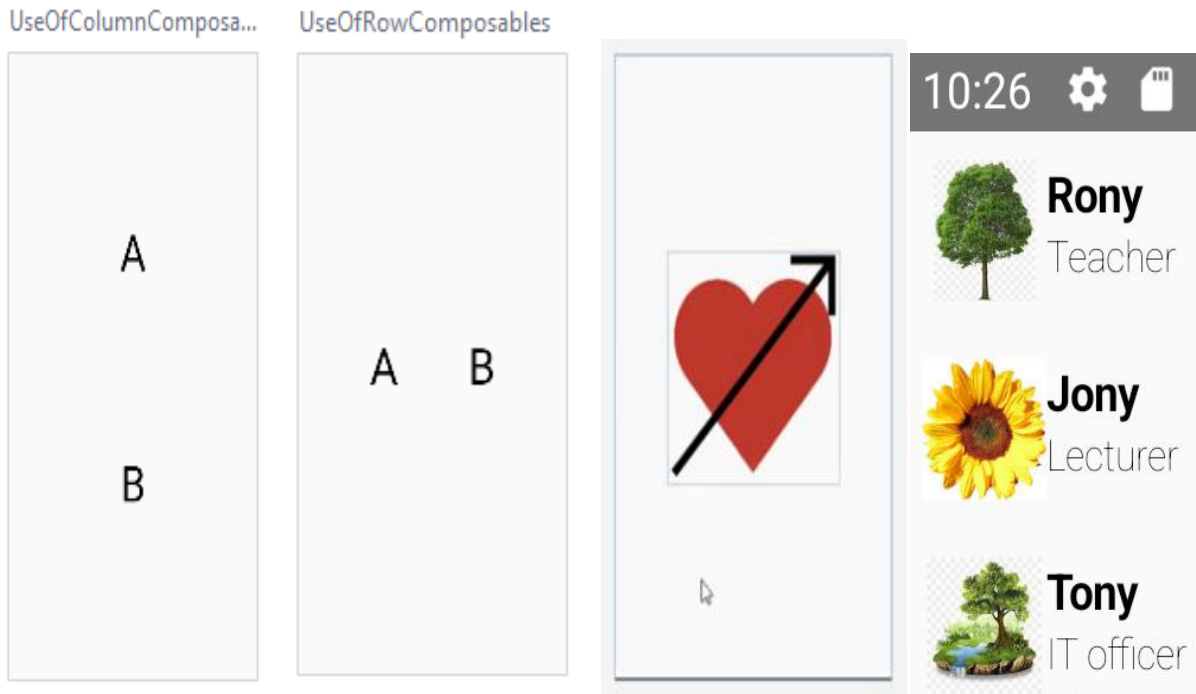 UseOfColumnComposa...
A
B
UseOfRowComposables
A B
10:26
Rony
Teacher
Jony
Lecturer
Tony
IT officer